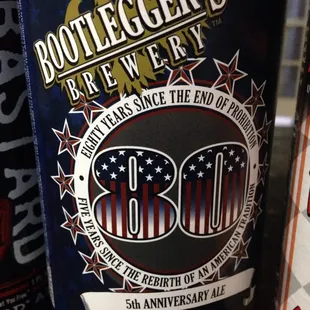 BOOTLEGGER'S
BREWERY™
EIGHTY YEARS SINCE THE END OF PROHIBITION
80
FIVE YEARS SINCE THE REBIRTH OF AN AMERICAN TRADITION
5th ANNIVERSARY ALE